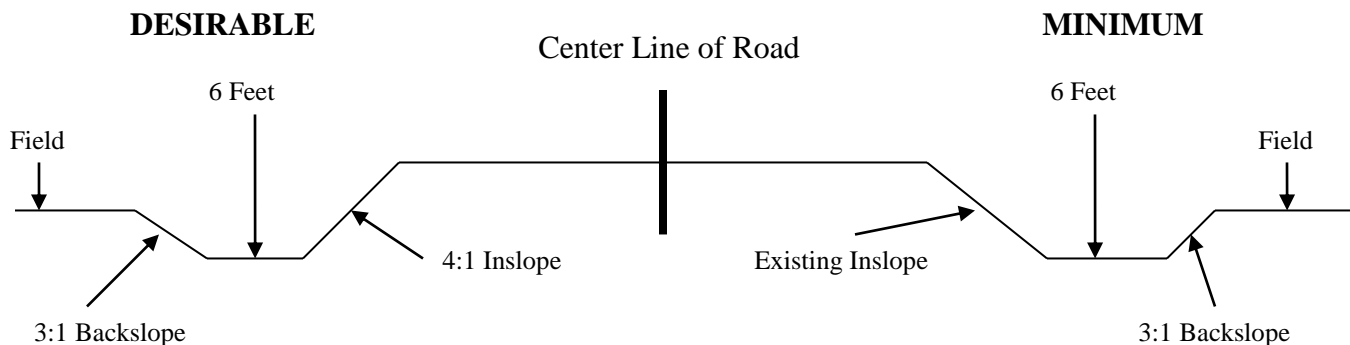 DESIRABLE
MINIMUM
Center Line of Road
6 Feet
6 Feet
Field
Field
4:1 Inslope
Existing Inslope
3:1 Backslope
3:1 Backslope